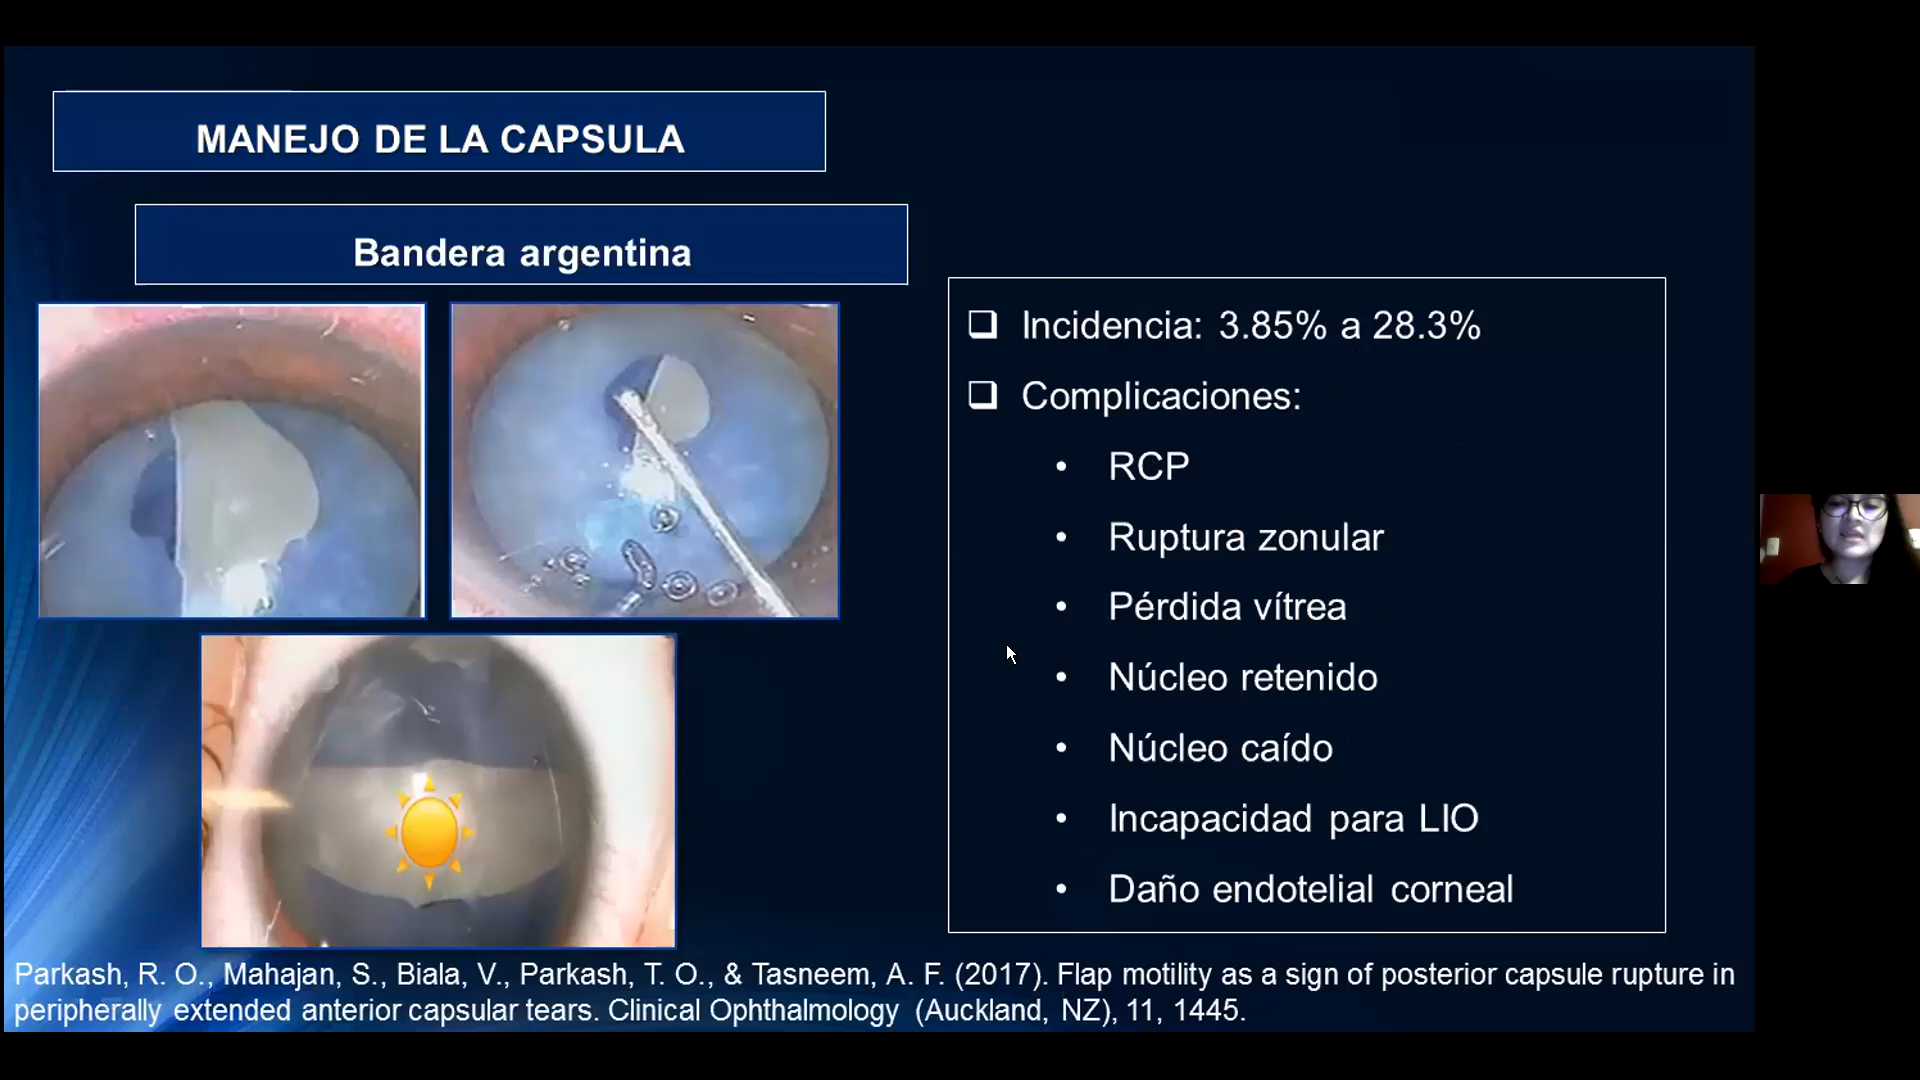 MANEJO DE LA CAPSULA
Bandera argentina
❑ Incidencia: 3.85% a 28.3%
❑ Complicaciones:
• RCP
• Ruptura zonular
• Pérdida vítrea
• Núcleo retenido
• Núcleo caído
• Incapacidad para LIO
• Daño endotelial corneal
Parkash, R. O., Mahajan, S., Biala, V., Parkash, T. O., & Tasneem, A. F. (2017). Flap motility as a sign of posterior capsule rupture in
peripherally extended anterior capsular tears. Clinical Ophthalmology (Auckland, NZ), 11, 1445.